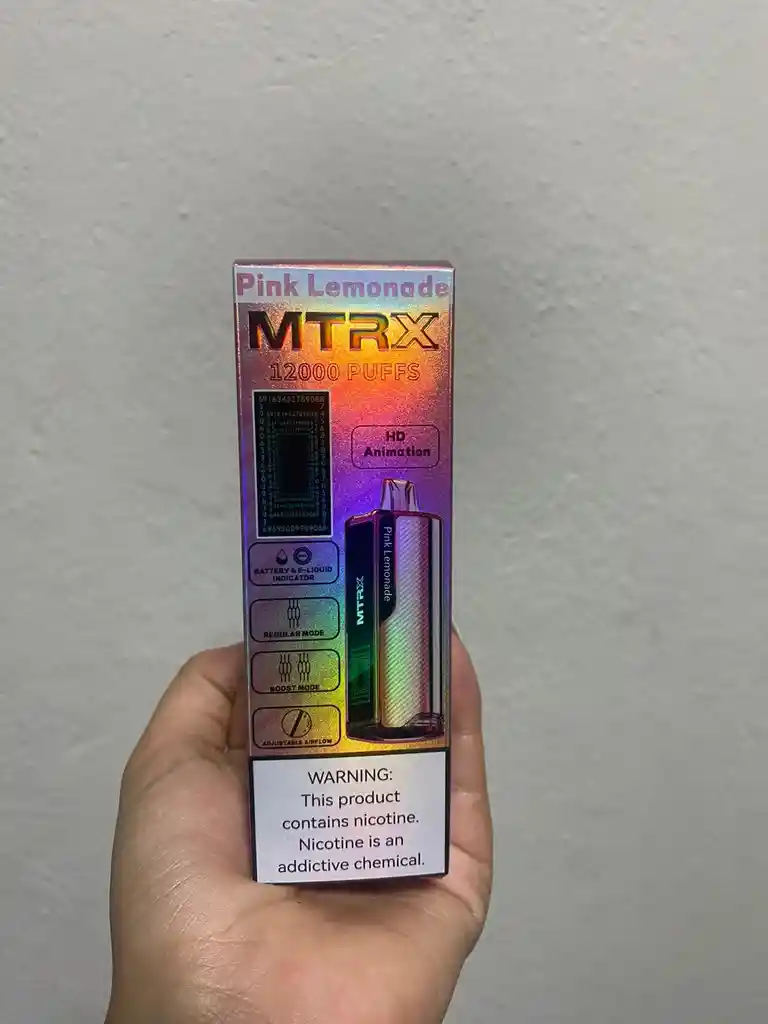 Pink Lemonade
MTRX
12000 PUFFS
HD
Animation
BATTERY & E-LIQUID
INDICATOR
REGULAR MODE
BOOST MODE
ADJUSTABLE AIRFLOW
Pink Lemonade
MTRX
WARNING:
This product
contains nicotine.
Nicotine is an
addictive chemical.